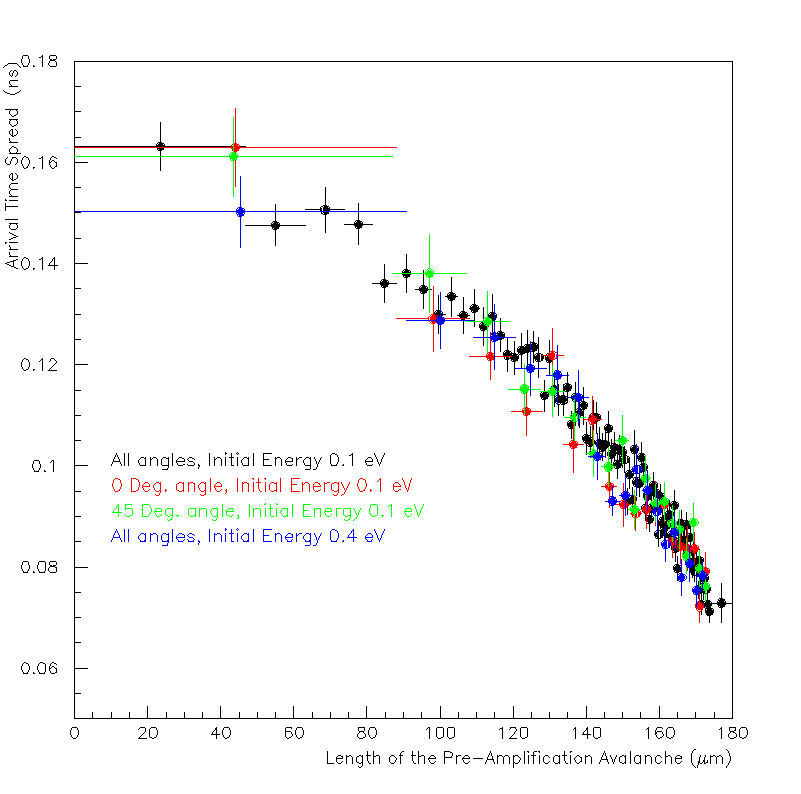 0.18
0.16
0.14
0.12
0.1
0.08
0.06
Arrival Time Spread (ns)
All angles, Initial Energy 0.1 eV
0 Deg. angle, Initial Energy 0.1 eV
45 Deg. angle, Initial Energy 0.1 eV
All angles, Initial Energy 0.4 eV
0 20 40 60 80 100 120 140 160 180
Length of the Pre-Amplification Avalanche (μm)